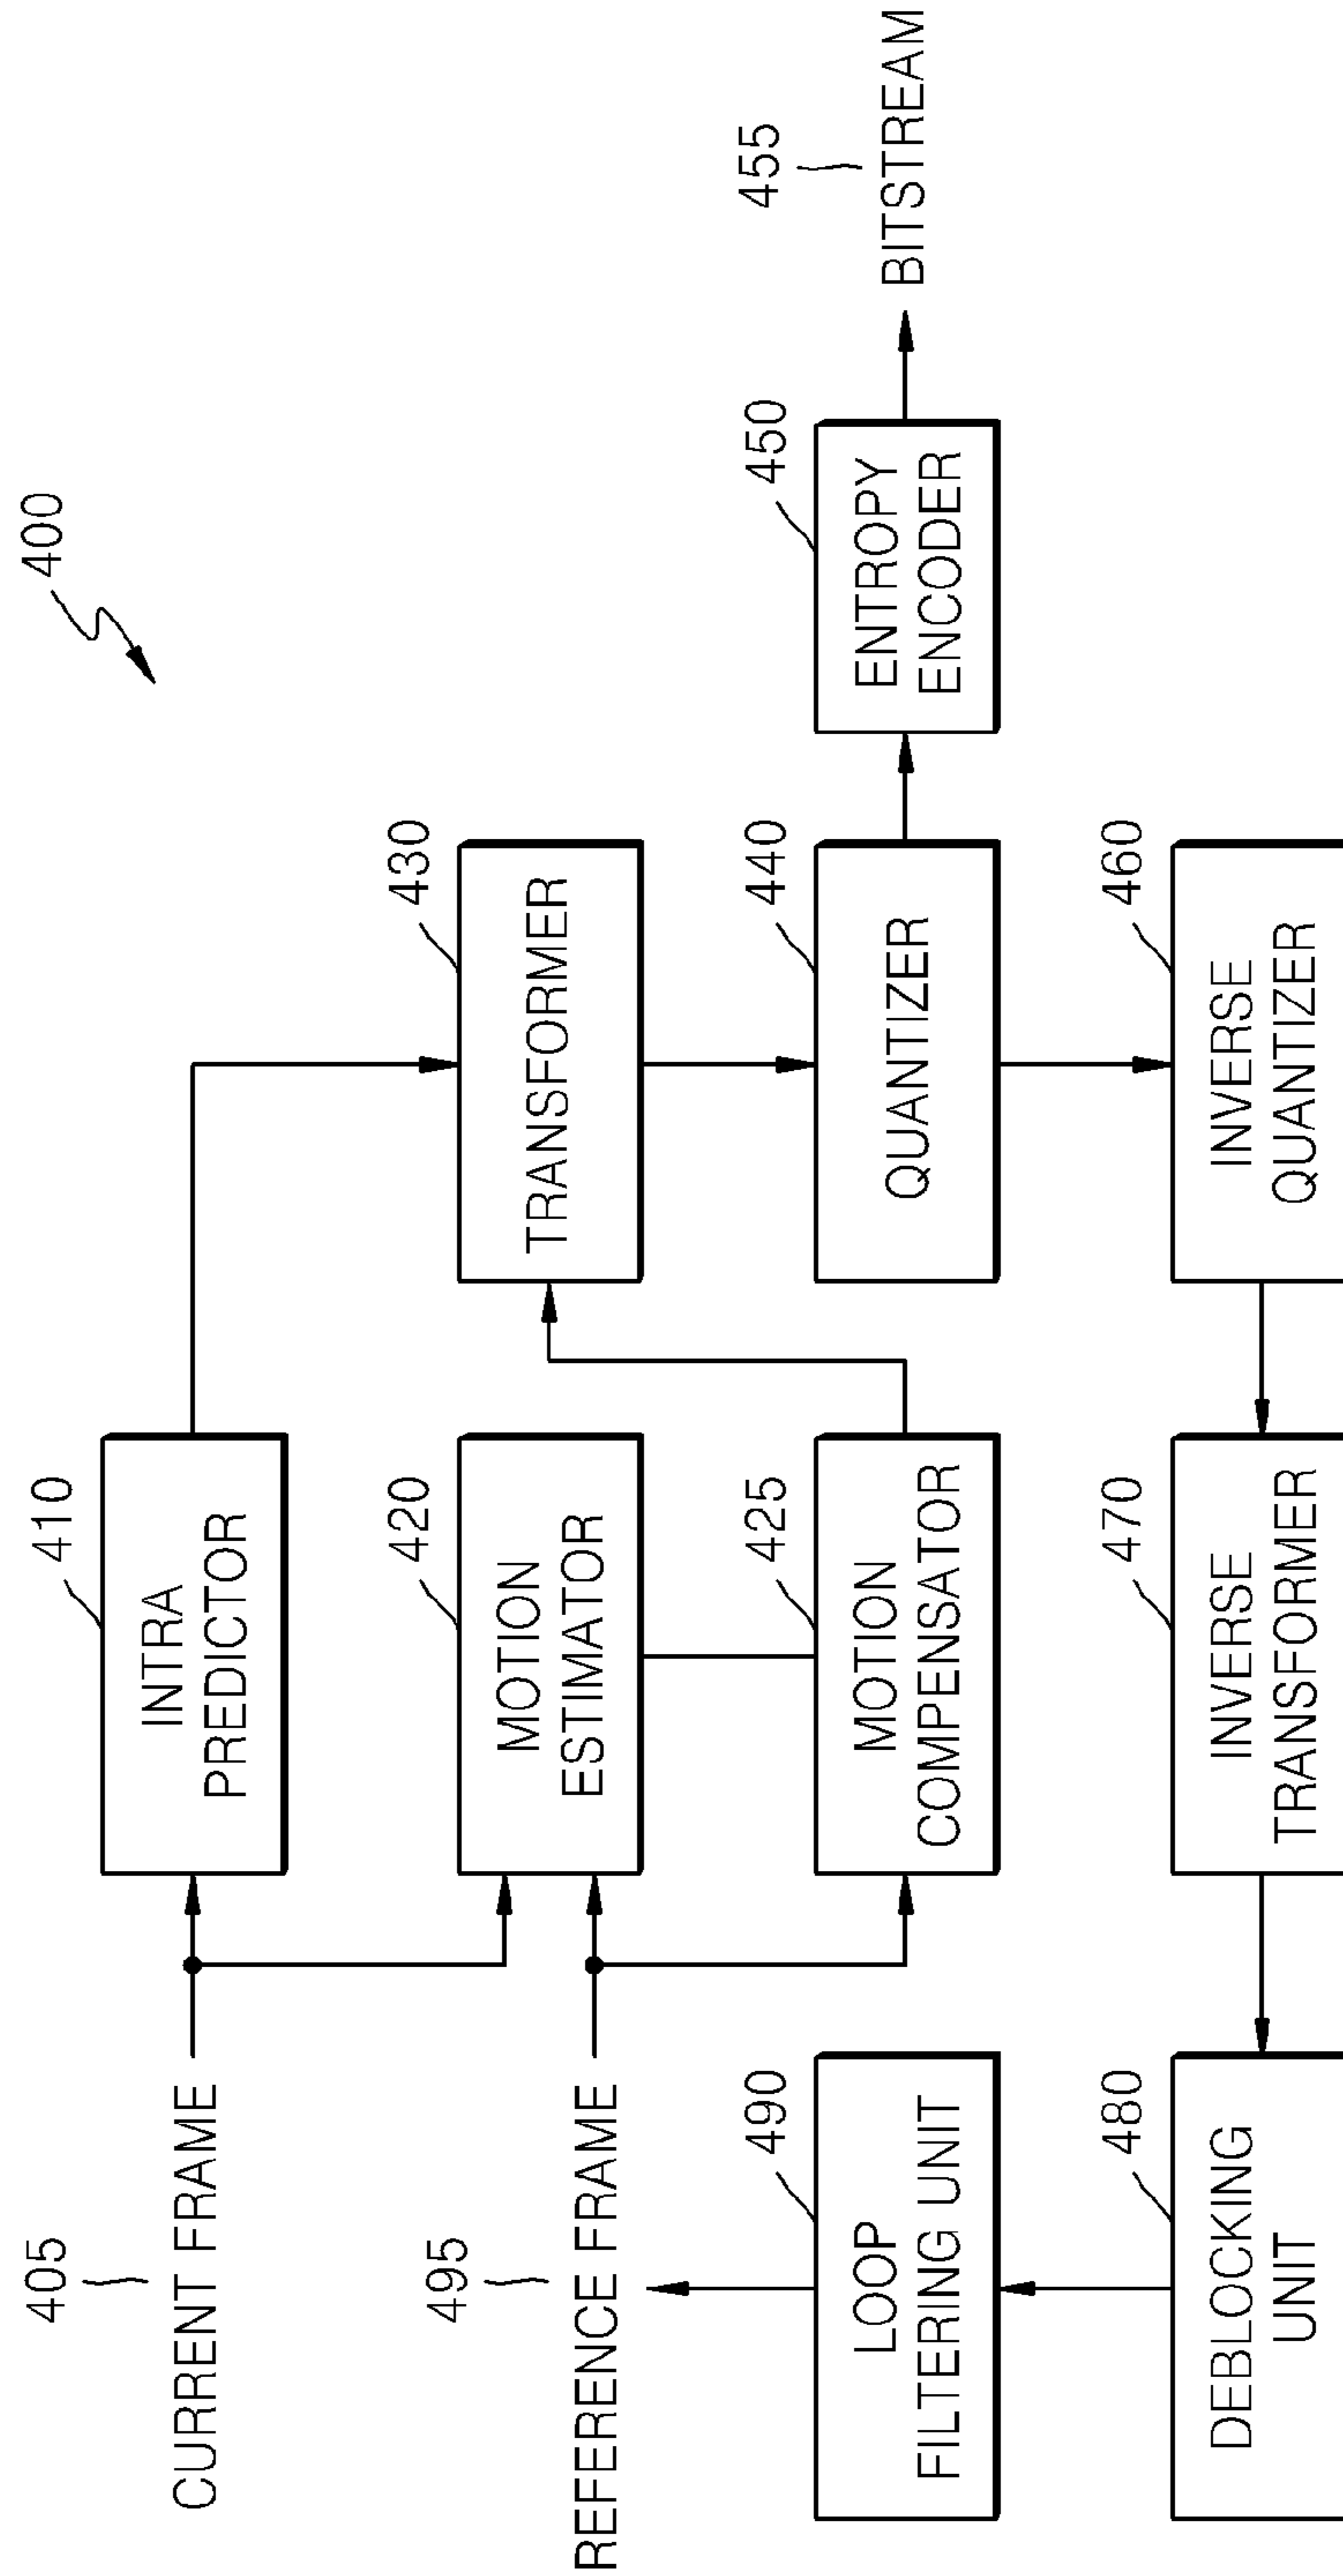 400
405
CURRENT FRAME
410
INTRA
PREDICTOR
495
REFERENCE FRAME
420
MOTION
ESTIMATOR
430
TRANSFORMER
490
LOOP
FILTERING UNIT
425
MOTION
COMPENSATOR
440
QUANTIZER
450
ENTROPY
ENCODER
455
BITSTREAM
480
DEBLOCKING
UNIT
470
INVERSE
TRANSFORMER
460
INVERSE
QUANTIZER